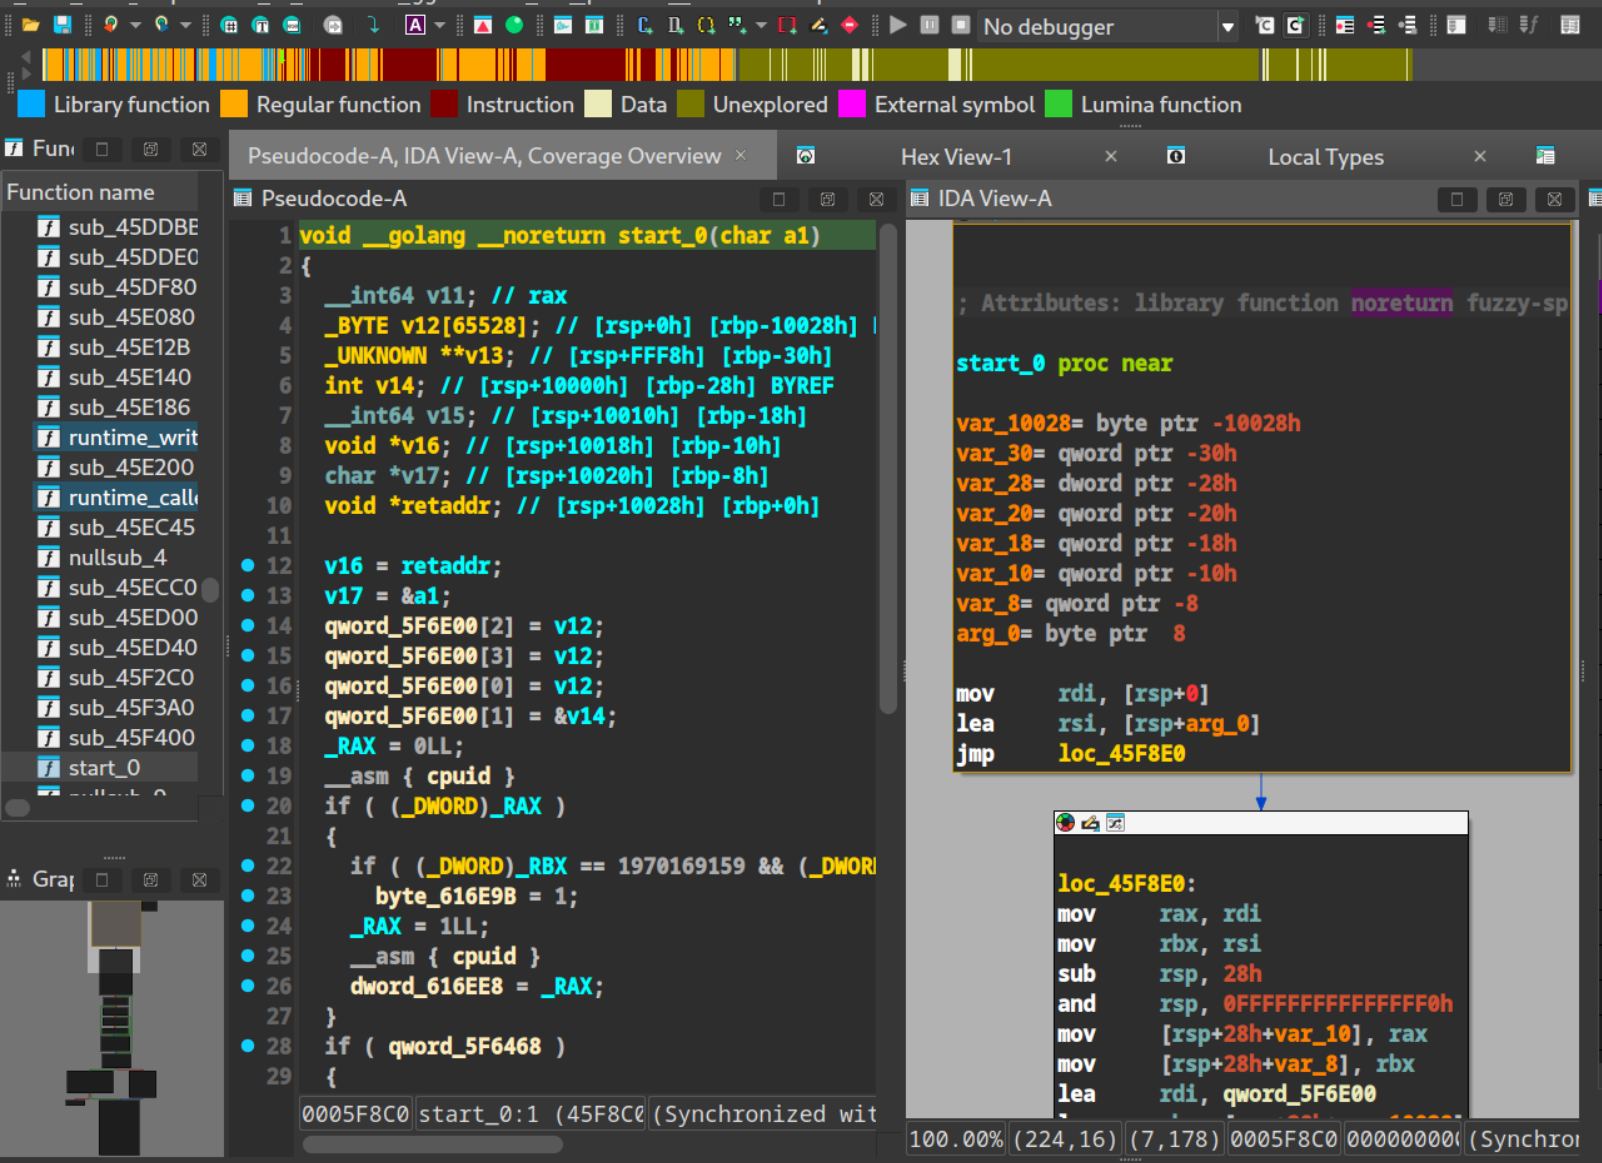 No debugger
Library function Regular function Instruction Data Unexplored External symbol Lumina function
Pseudocode-A, IDA View-A, Coverage Overview
Hex View-1
Local Types
Function name
sub_45DDBE
sub_45DDE0
sub_45DF80
sub_45E080
sub_45E12B
sub_45E140
sub_45E186
runtime_writ
sub_45E200
runtime_call
sub_45EC45
nullsub_4
sub_45ECC0
sub_45ED00
sub_45ED40
sub_45F2C0
sub_45F3A0
sub_45F400
start_0
Pseudocode-A
1 void __golang __noreturn start_0(char a1)
2 {
3 __int64 v11; // rax
4 _BYTE v12[65528]; // [rsp+0h] [rbp-10028h]
5 _UNKNOWN **v13; // [rsp+FFF8h] [rbp-30h]
6 int v14; // [rsp+10000h] [rbp-28h] BYREF
7 __int64 v15; // [rsp+10010h] [rbp-18h]
8 void *v16; // [rsp+10018h] [rbp-10h]
9 char *v17; // [rsp+10020h] [rbp-8h]
10 void *retaddr; // [rsp+10028h] [rbp+0h]
11
12 v16 = retaddr;
13 v17 = &a1;
14 qword_5F6E00[2] = v12;
15 qword_5F6E00[3] = v12;
16 qword_5F6E00[0] = v12;
17 qword_5F6E00[1] = &v14;
18 _RAX = 0LL;
19 __asm { cpuid }
20 if ( (_DWORD)_RAX )
21 {
22 if ( (_DWORD)_RBX == 1970169159 && (_DWOR
23 byte_616E9B = 1;
24 _RAX = 1LL;
25 __asm { cpuid }
26 dword_616EE8 = _RAX;
27 }
28 if ( qword_5F6468 )
29 {
0005F8C0 start_0:1 (45F8C0 (Synchronized wit
IDA View-A
; Attributes: library function noreturn fuzzy-sp
start_0 proc near
var_10028= byte ptr -10028h
var_30= qword ptr -30h
var_28= dword ptr -28h
var_20= qword ptr -20h
var_18= qword ptr -18h
var_10= qword ptr -10h
var_8= qword ptr -8
arg_0= byte ptr 8
mov rdi, [rsp+0]
lea rsi, [rsp+arg_0]
jmp loc_45F8E0
loc_45F8E0:
mov rax, rdi
mov rbx, rsi
sub rsp, 28h
and rsp, 0FFFFFFFFFFFFFFF0h
mov [rsp+28h+var_10], rax
mov [rsp+28h+var_8], rbx
lea rdi, qword_5F6E00
100.00% (224,16) (7,178) 0005F8C0 (Synchror